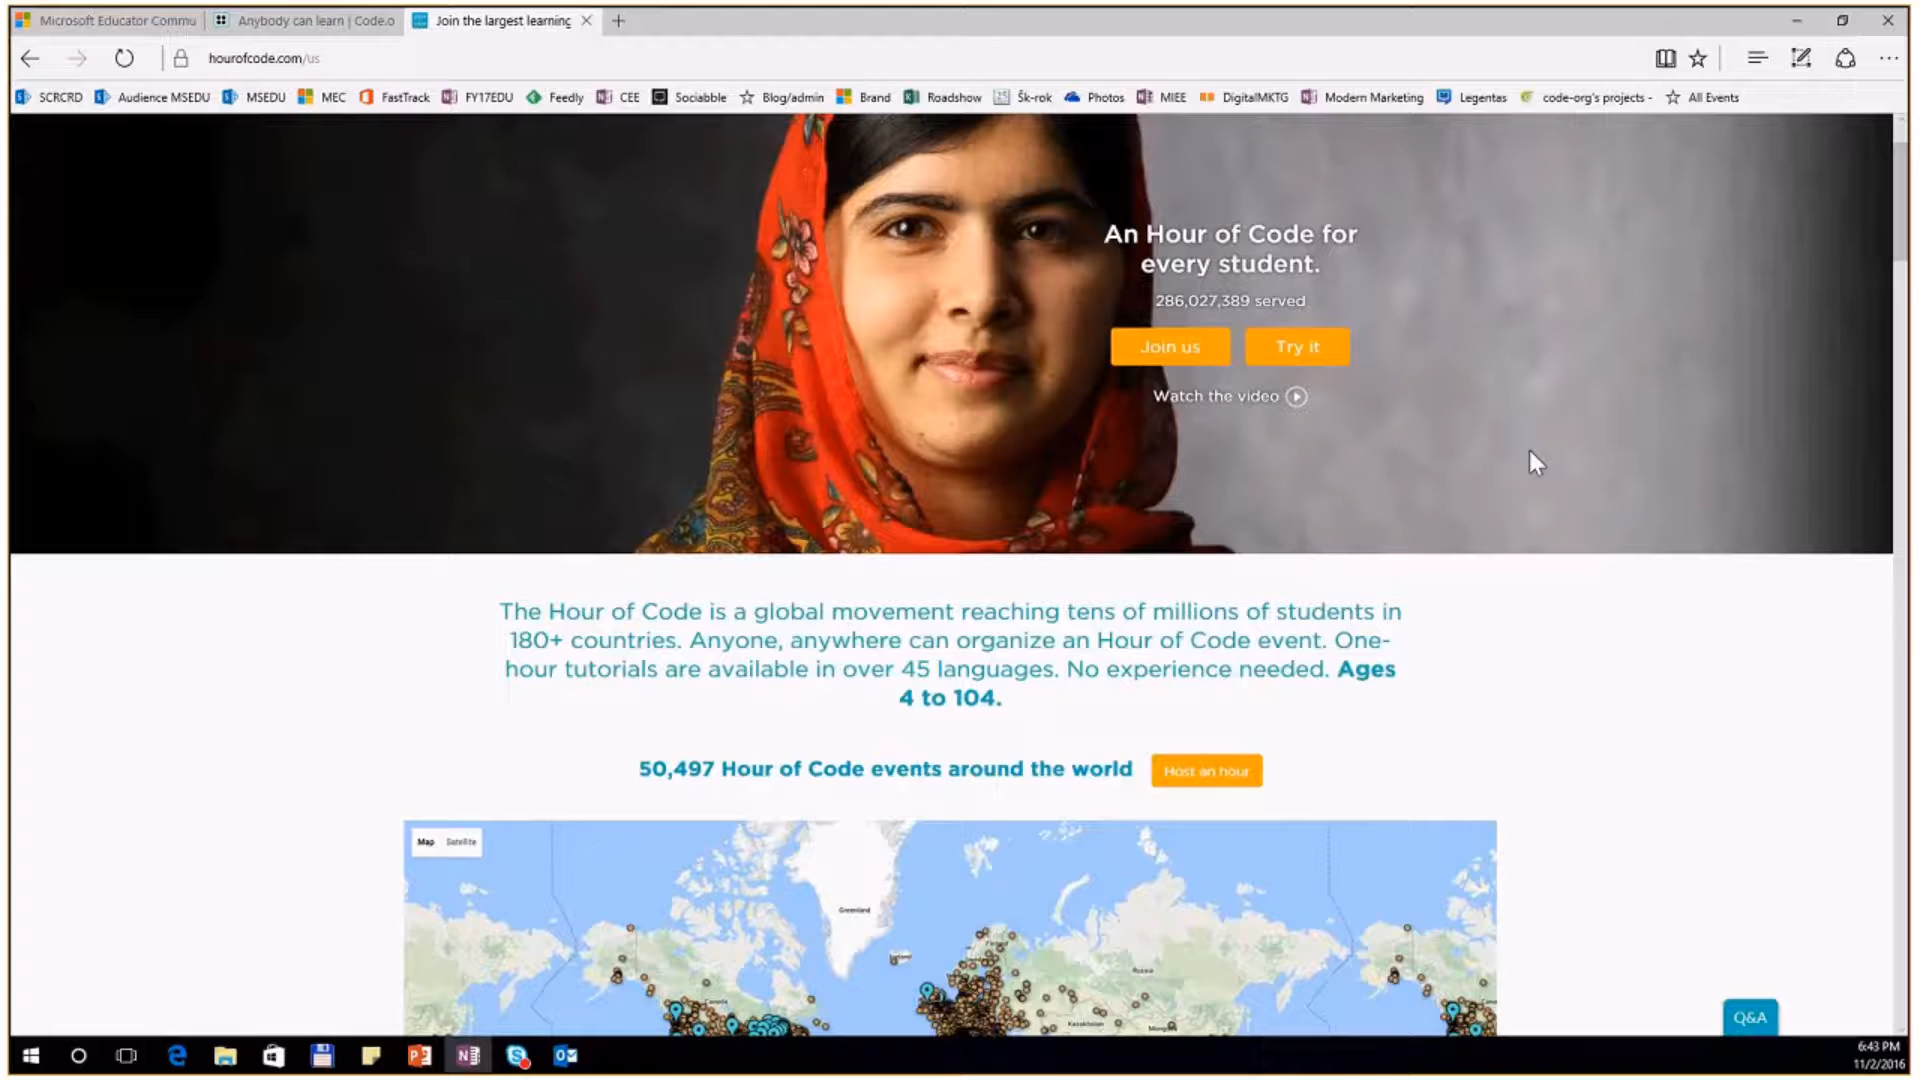 Microsoft Educator Commu
Anybody can learn | Code.o
Join the largest learning
hourofcode.com/us
SCRCRD
Audience MSEDU
MSEDU
MEC
FastTrack
FY17EDU
Feedly
CEE
Sociabble
Blog/admin
Brand
Roadshow
Šk-rok
Photos
MIEE
DigitalMKTG
Modern Marketing
Legentas
code-org's projects -
All Events
An Hour of Code for
every student.
286,027,389 served
Join us
Try it
Watch the video
The Hour of Code is a global movement reaching tens of millions of students in
180+ countries. Anyone, anywhere can organize an Hour of Code event. One-
hour tutorials are available in over 45 languages. No experience needed. Ages
4 to 104.
50,497 Hour of Code events around the world
Host an hour
Map
Satellite
Greenland
Iceland
Finland
Russia
Canada
Kazakhstan
Q&A
6:43 PM
11/2/2016